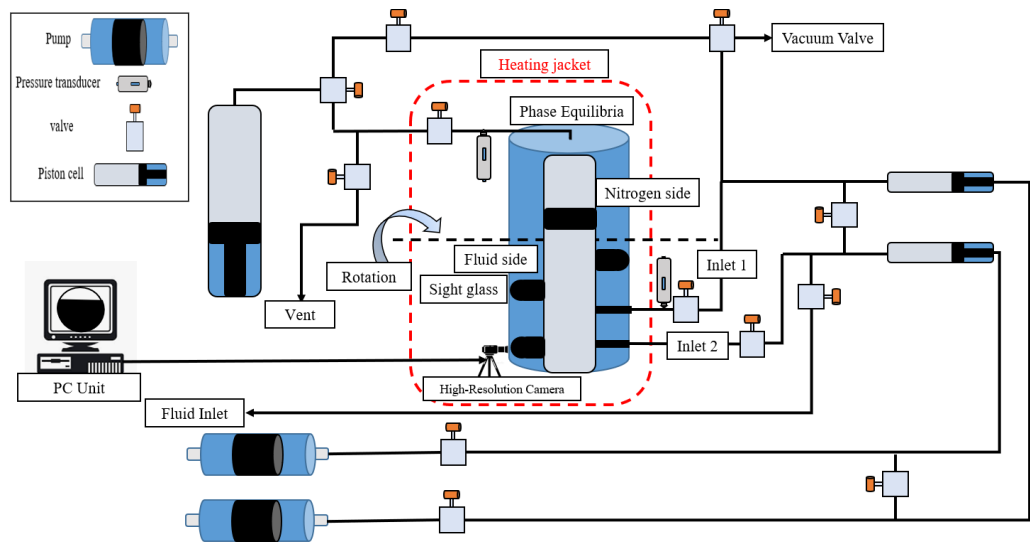 Pump
Pressure transducer
valve
Piston cell
Vacuum Valve
Heating jacket
Phase Equilibria
Nitrogen side
Fluid side
Rotation
Sight glass
Inlet 1
Vent
Inlet 2
PC Unit
High-Resolution Camera
Fluid Inlet